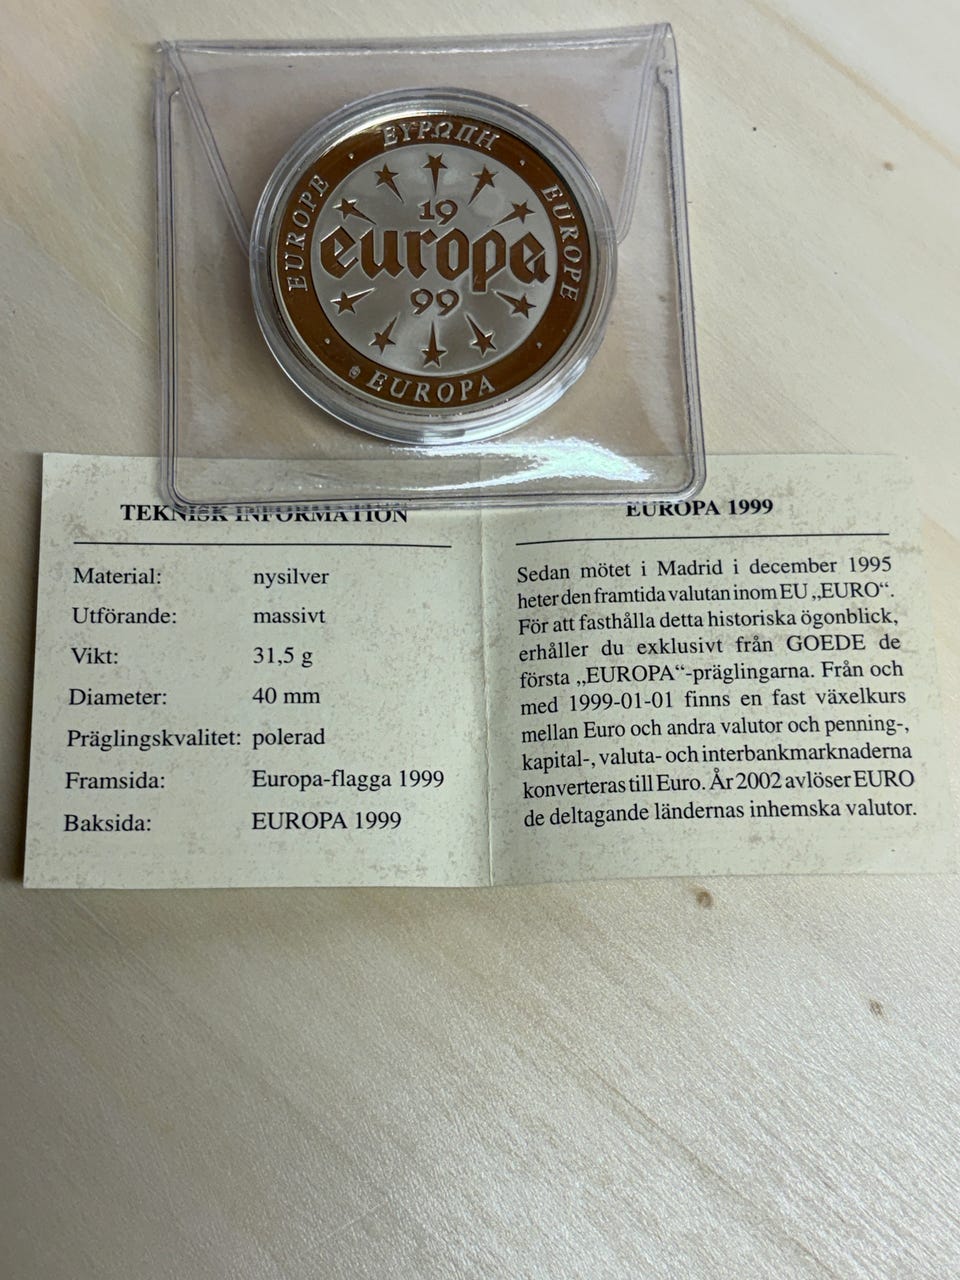 ΕΥΡΩΠΗ
EUROPE
EUROPE
19
europa
99
EUROPA
TEKNISK INFORMATION
Material: nysilver
Utförande: massivt
Vikt: 31,5 g
Diameter: 40 mm
Präglingskvalitet: polerad
Framsida: Europa-flagga 1999
Baksida: EUROPA 1999
EUROPA 1999
Sedan mötet i Madrid i december 1995
heter den framtida valutan inom EU „EURO“.
För att fasthålla detta historiska ögonblick,
erhåller du exklusivt från GOEDE de
första „EUROPA“-präglingarna. Från och
med 1999-01-01 finns en fast växelkurs
mellan Euro och andra valutor och penning-,
kapital-, valuta- och interbankmarknaderna
konverteras till Euro. År 2002 avlöser EURO
de deltagande ländernas inhemska valutor.